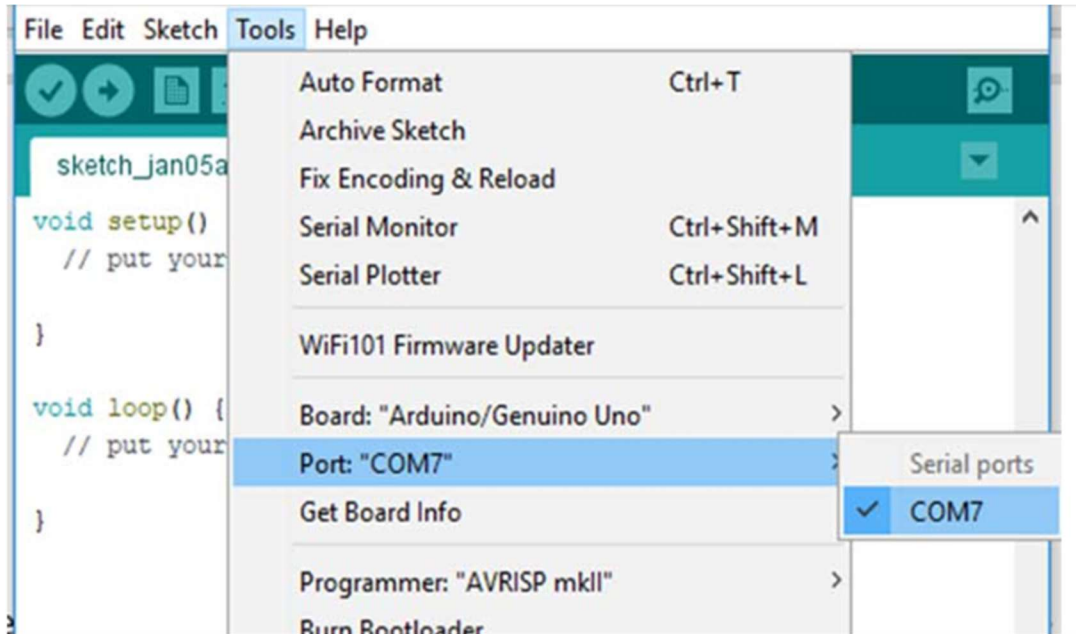 File Edit Sketch Tools Help
Auto Format Ctrl+T
Archive Sketch
Fix Encoding & Reload
Serial Monitor Ctrl+Shift+M
Serial Plotter Ctrl+Shift+L
WiFi101 Firmware Updater
Board: "Arduino/Genuino Uno"
Port: "COM7"
Get Board Info
Programmer: "AVRISP mkII"
Burn Bootloader
Serial ports
COM7
sketch_jan05a
void setup()
// put your
}
void loop() {
// put your
}